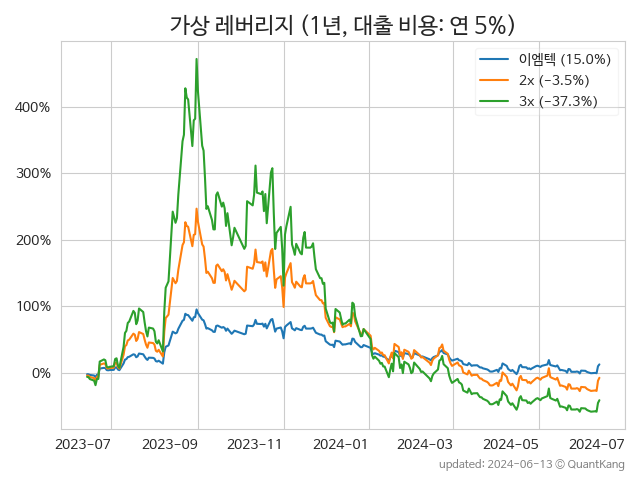 가상 레버리지 (1년, 대출 비용: 연 5%)
이엠텍 (15.0%)
2x (−3.5%)
3x (−37.3%)
400%
300%
200%
100%
0%
2023−07 2023−09 2023−11 2024−01 2024−03 2024−05 2024−07
updated: 2024-06-13 © QuantKang